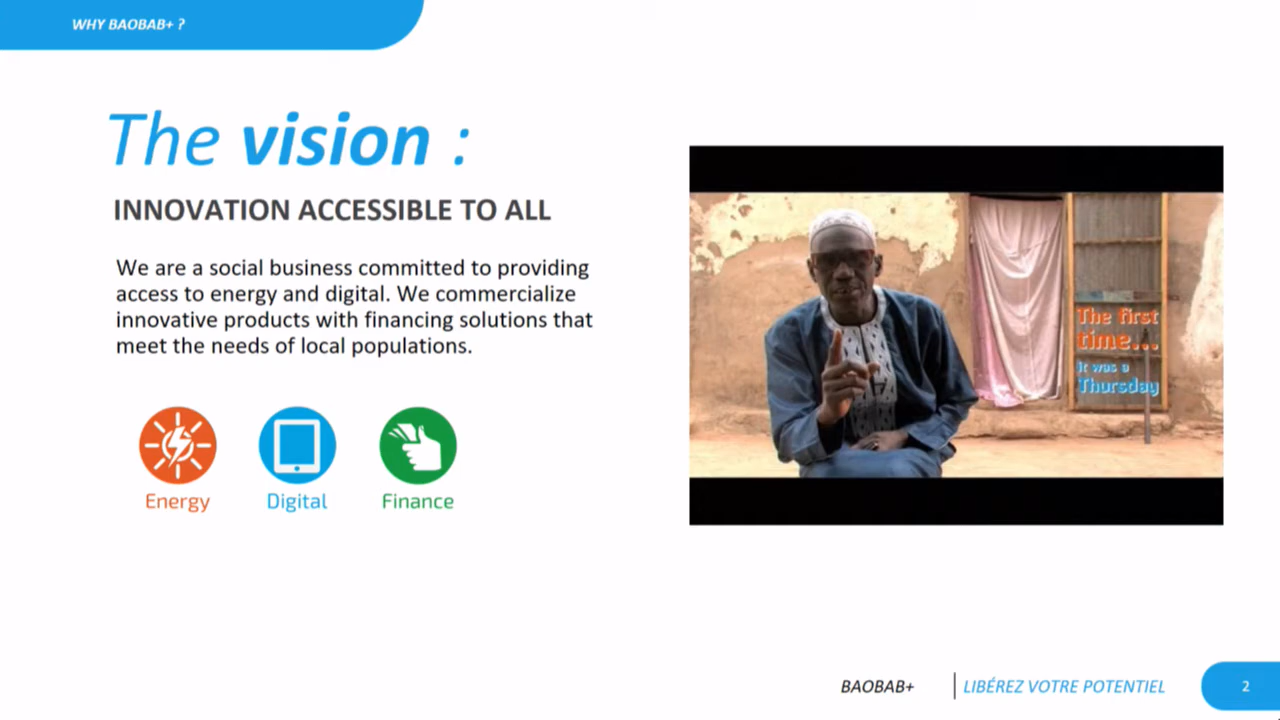 WHY BAOBAB+ ?
The vision :
INNOVATION ACCESSIBLE TO ALL
We are a social business committed to providing
access to energy and digital. We commercialize
innovative products with financing solutions that
meet the needs of local populations.
Energy
Digital
Finance
The first
time...
it was a
Thursday
BAOBAB+
LIBÉREZ VOTRE POTENTIEL
2